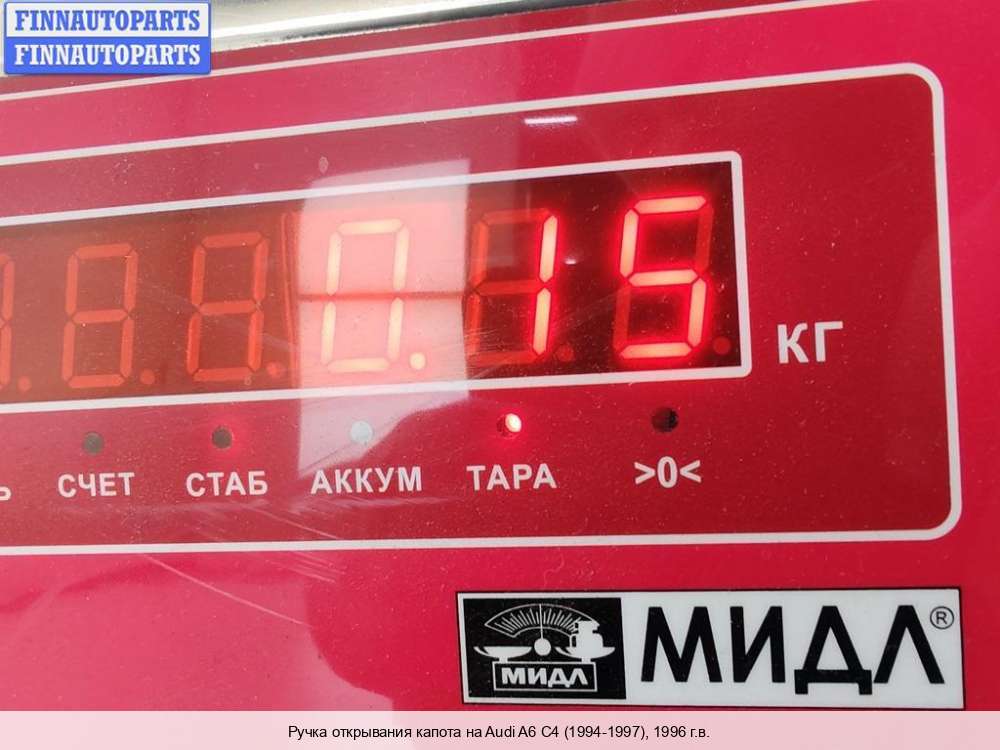 FINNAUTOPARTS
FINNAUTOPARTS
0.15
КГ
Ь СЧЕТ СТАБ АККУМ ТАРА >0<
МИДЛ МИДЛ®
Ручка открывания капота на Audi A6 C4 (1994-1997), 1996 г.в.